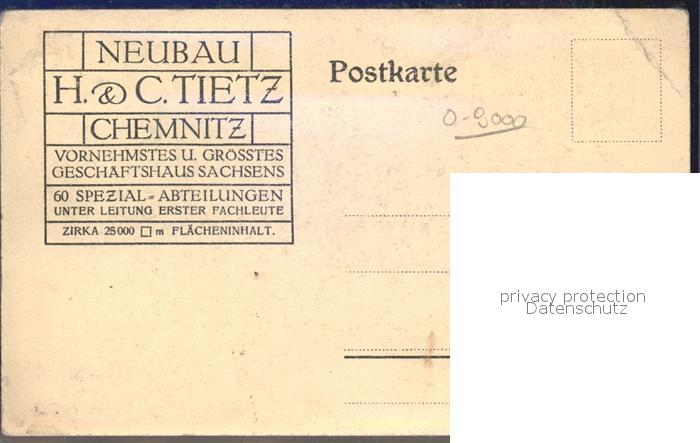 NEUBAU
H. & C. TIETZ
CHEMNITZ
VORNEHMSTES U. GRÖSSTES
GESCHÄFTSHAUS SACHSENS
60 SPEZIAL=ABTEILUNGEN
UNTER LEITUNG ERSTER FACHLEUTE
ZIRKA 25000 □m FLÄCHENINHALT.
Postkarte
0-9000
privacy protection
Datenschutz